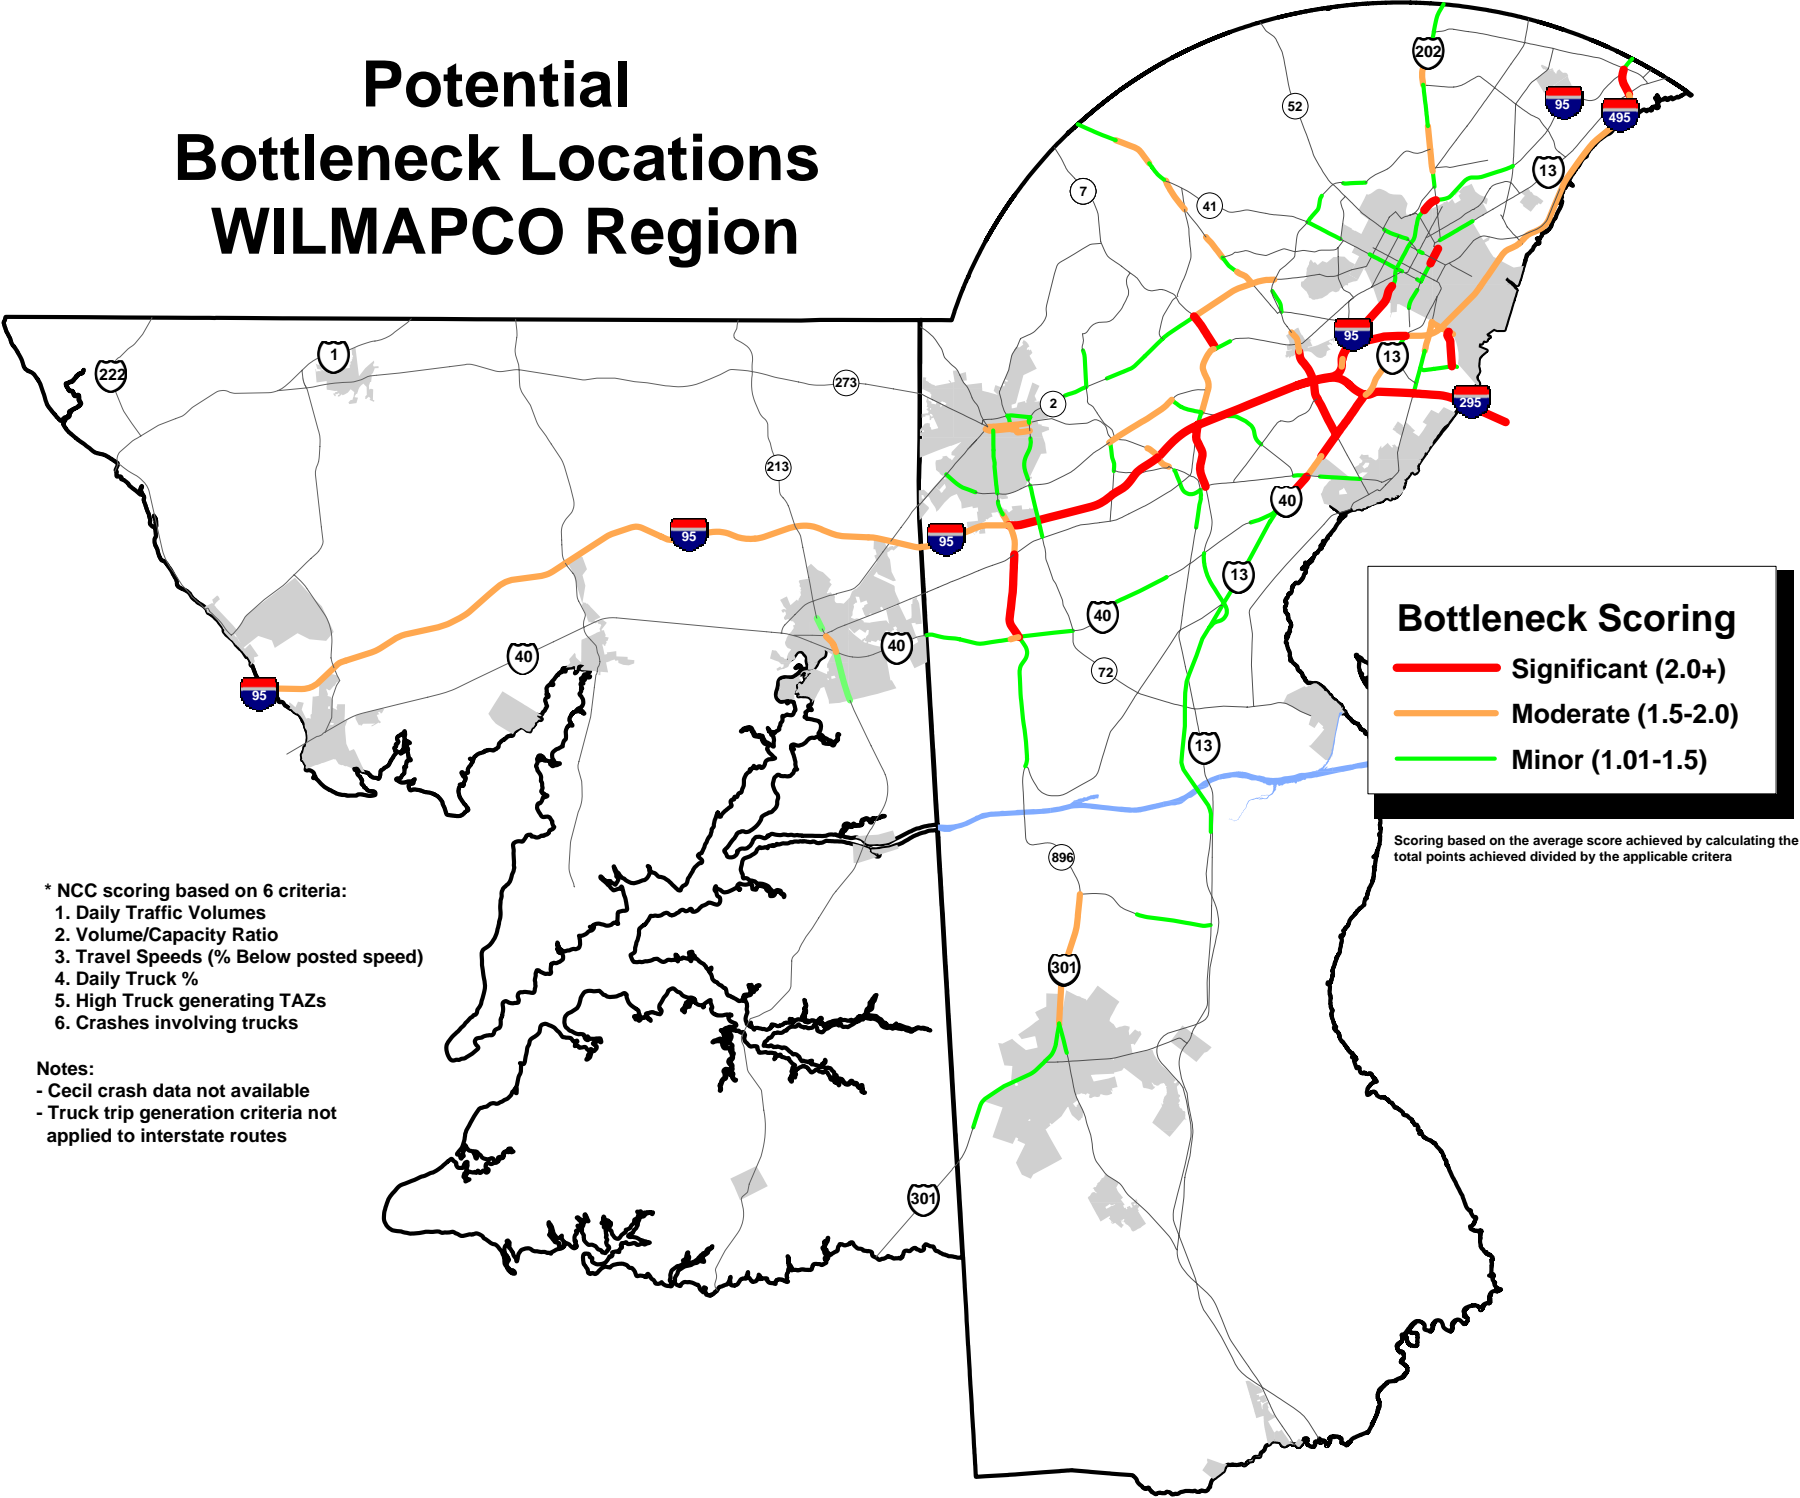 Potential
Bottleneck Locations
WILMAPCO Region
202
95
495
52
13
7
41
1
222
273
95
13
2
295
213
40
95
95
13
40
40
40
95
72
13
Bottleneck Scoring
Significant (2.0+)
Moderate (1.5-2.0)
Minor (1.01-1.5)
Scoring based on the average score achieved by calculating the
total points achieved divided by the applicable critera
896
301
301
* NCC scoring based on 6 criteria:
1. Daily Traffic Volumes
2. Volume/Capacity Ratio
3. Travel Speeds (% Below posted speed)
4. Daily Truck %
5. High Truck generating TAZs
6. Crashes involving trucks
Notes:
- Cecil crash data not available
- Truck trip generation criteria not
applied to interstate routes